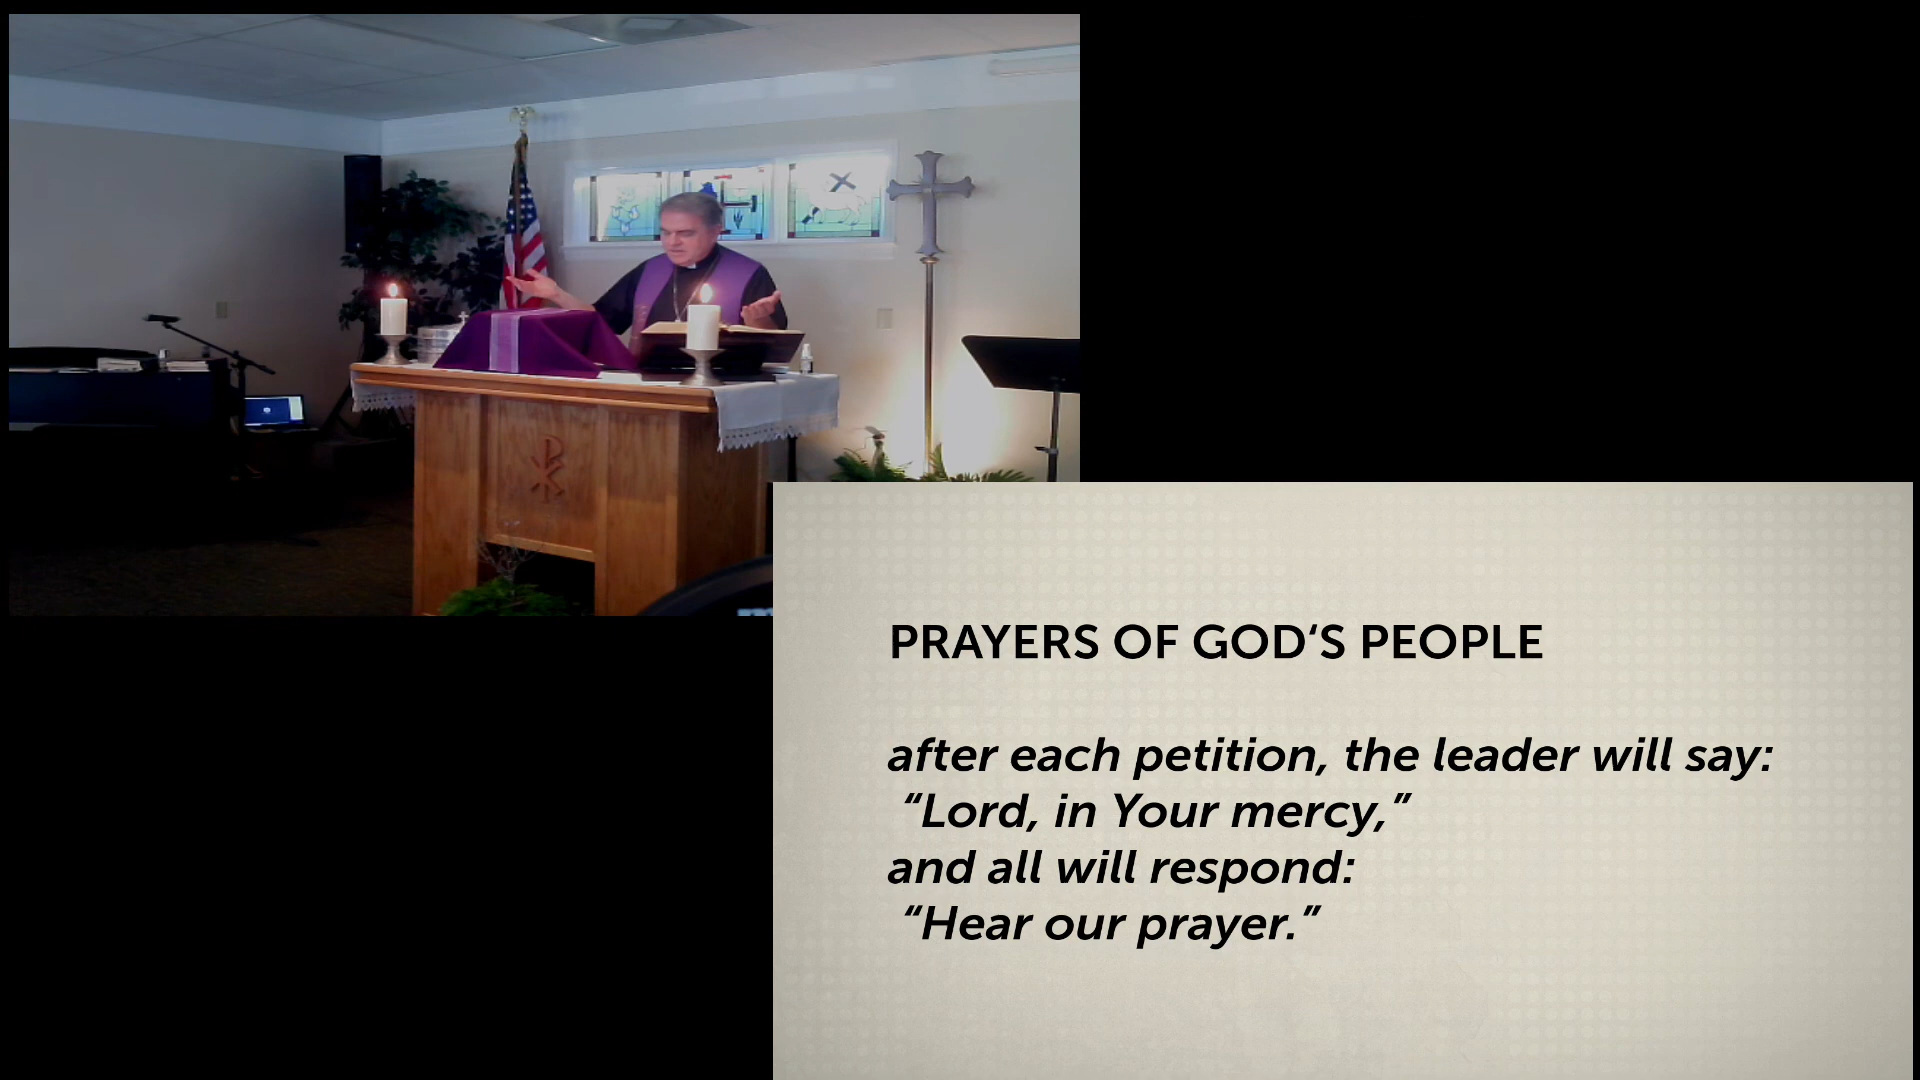 PRAYERS OF GOD‘S PEOPLE
after each petition, the leader will say:
“Lord, in Your mercy,”
and all will respond:
“Hear our prayer.”